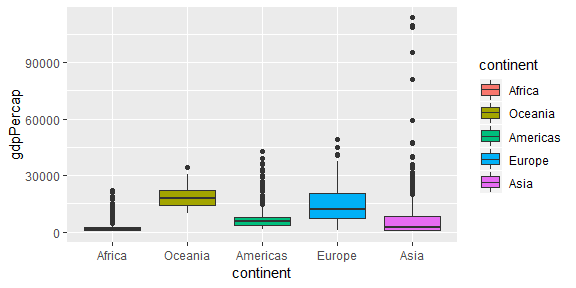 gdpPercap
90000
60000
30000
0
Africa Oceania Americas Europe Asia
continent
continent
Africa
Oceania
Americas
Europe
Asia